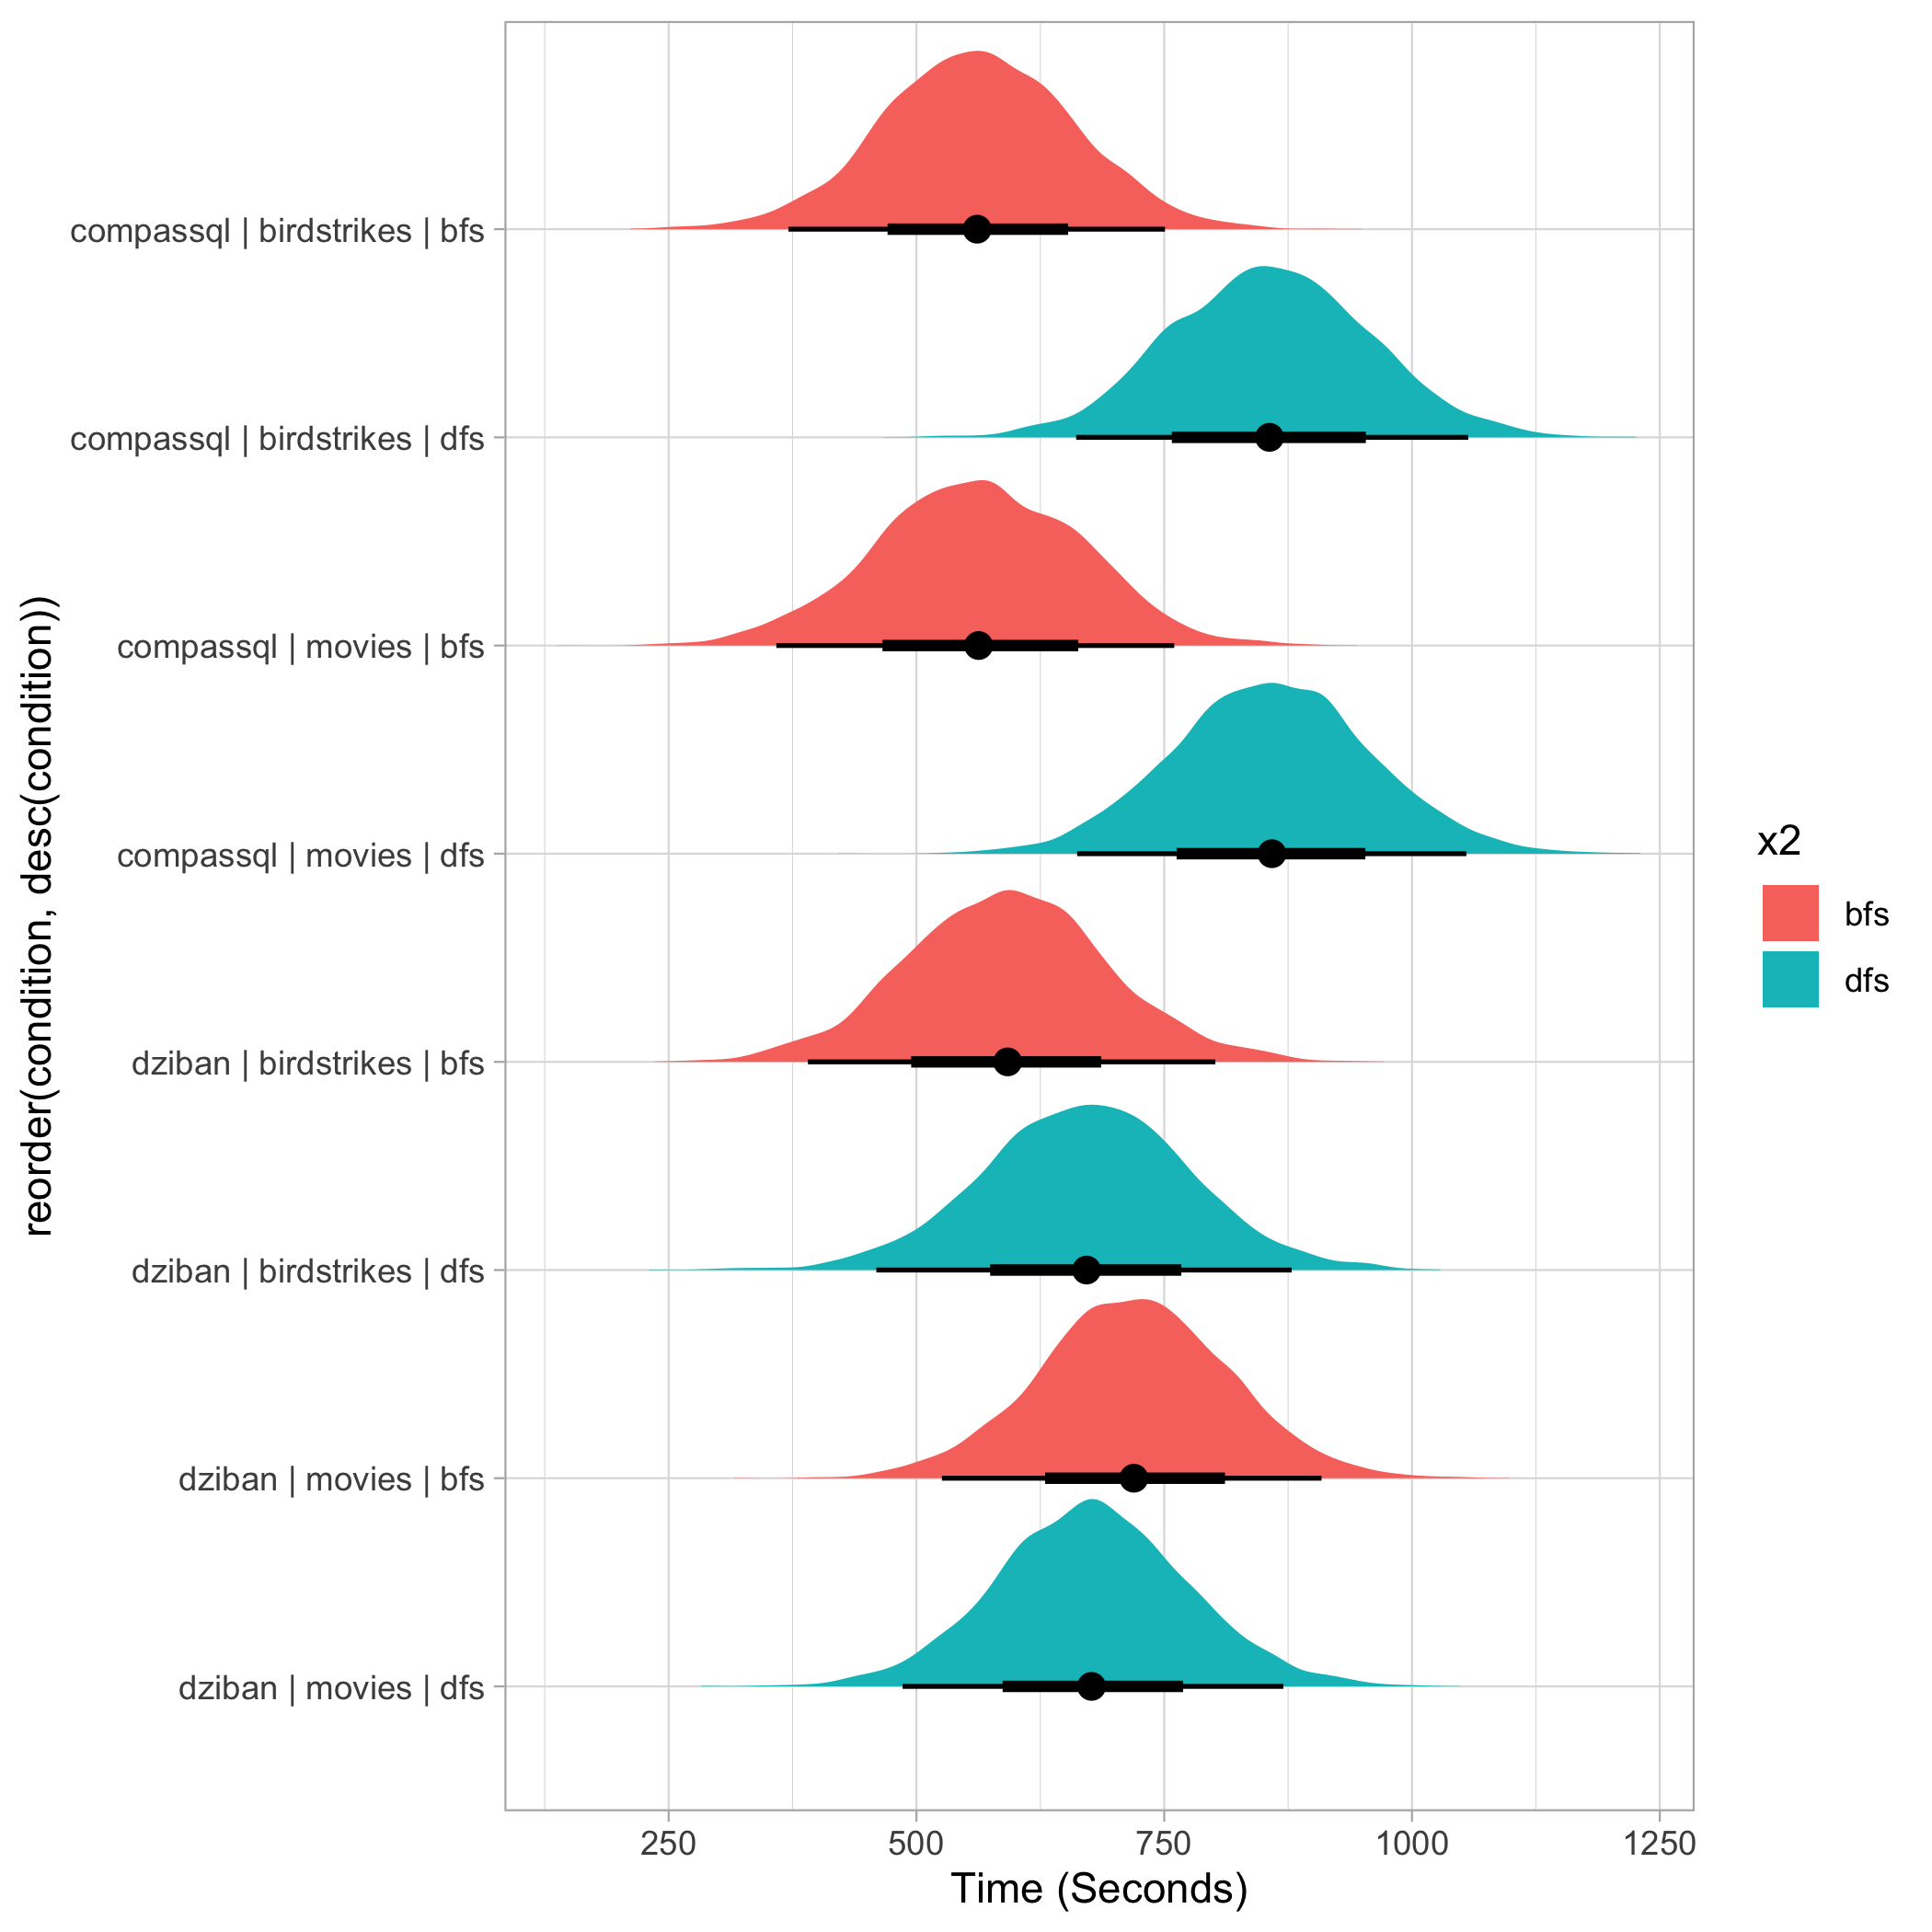 reorder(condition, desc(condition))
compassql | birdstrikes | bfs
compassql | birdstrikes | dfs
compassql | movies | bfs
compassql | movies | dfs
dziban | birdstrikes | bfs
dziban | birdstrikes | dfs
dziban | movies | bfs
dziban | movies | dfs
250 500 750 1000 1250
Time (Seconds)
x2
bfs
dfs